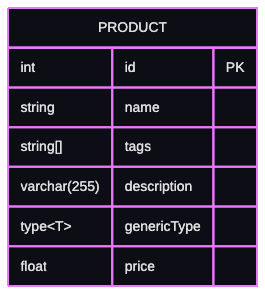 PRODUCT
int id PK
string name
string[] tags
varchar(255) description
type<T> genericType
float price